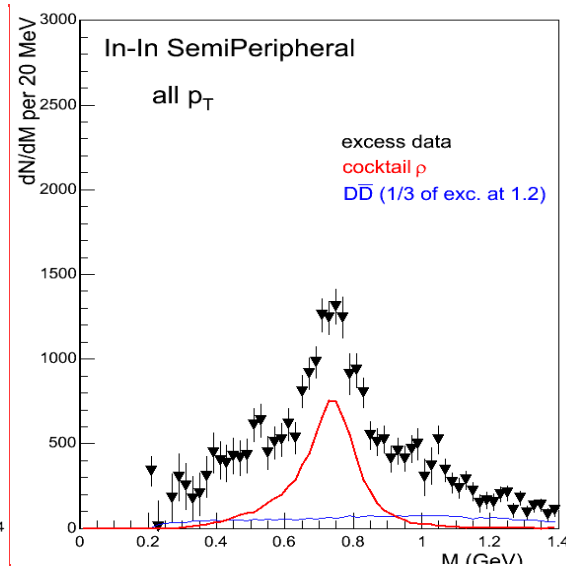 dN/dM per 20 MeV
3000
2500
2000
1500
1000
500
0
In-In SemiPeripheral
all pT
excess data
cocktail ρ
DD̅ (1/3 of exc. at 1.2)
0 0.2 0.4 0.6 0.8 1 1.2 1.4
M (GeV)
4